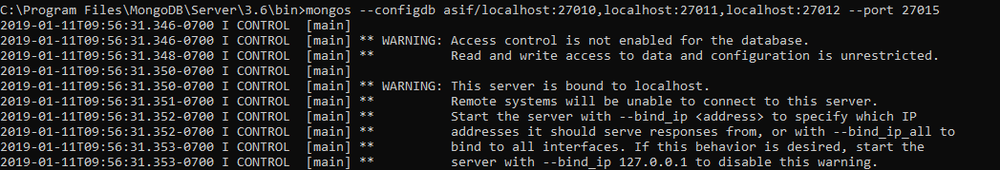 C:\Program Files\MongoDB\Server\3.6\bin>mongos --configdb asif/localhost:27010,localhost:27011,localhost:27012 --port 27015
2019-01-11T09:56:31.346-0700 I CONTROL  [main]
2019-01-11T09:56:31.346-0700 I CONTROL  [main] ** WARNING: Access control is not enabled for the database.
2019-01-11T09:56:31.348-0700 I CONTROL  [main] **          Read and write access to data and configuration is unrestricted.
2019-01-11T09:56:31.350-0700 I CONTROL  [main]
2019-01-11T09:56:31.350-0700 I CONTROL  [main] ** WARNING: This server is bound to localhost.
2019-01-11T09:56:31.351-0700 I CONTROL  [main] **          Remote systems will be unable to connect to this server.
2019-01-11T09:56:31.352-0700 I CONTROL  [main] **          Start the server with --bind_ip <address> to specify which IP
2019-01-11T09:56:31.352-0700 I CONTROL  [main] **          addresses it should serve responses from, or with --bind_ip_all to
2019-01-11T09:56:31.353-0700 I CONTROL  [main] **          bind to all interfaces. If this behavior is desired, start the
2019-01-11T09:56:31.353-0700 I CONTROL  [main] **          server with --bind_ip 127.0.0.1 to disable this warning.